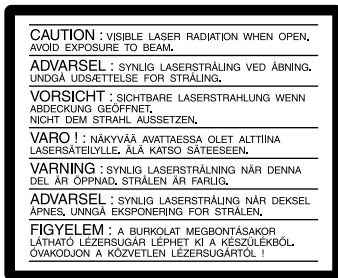 CAUTION : VISIBLE LASER RADIATION WHEN OPEN.
AVOID EXPOSURE TO BEAM.
ADVARSEL : SYNLIG LASERSTRÅLING VED ÅBNING.
UNDGÅ UDSÆTTELSE FOR STRÅLING.
VORSICHT : SICHTBARE LASERSTRAHLUNG WENN
ABDECKUNG GEÖFFNET.
NICHT DEM STRAHL AUSSETZEN.
VARO ! : NÄKYVÄÄ AVATTAESSA OLET ALTTIINA
LASERSÄTEILYLLE. ÄLÄ KATSO SÄTEESEEN.
VARNING : SYNLIG LASERSTRÅLNING NÄR DENNA
DEL ÄR ÖPPNAD. STRÅLEN ÄR FARLIG.
ADVARSEL : SYNLIG LASERSTRÅLING NÅR DEKSEL
ÅPNES. UNNGÅ EKSPONERING FOR STRÅLEN.
FIGYELEM : A BURKOLAT MEGBONTÁSAKOR
LÁTHATÓ LÉZERSUGÁR LÉPHET KI A KÉSZÜLÉKBŐL.
ÓVAKODJON A KÖZVETLEN LÉZERSUGÁRTÓL !